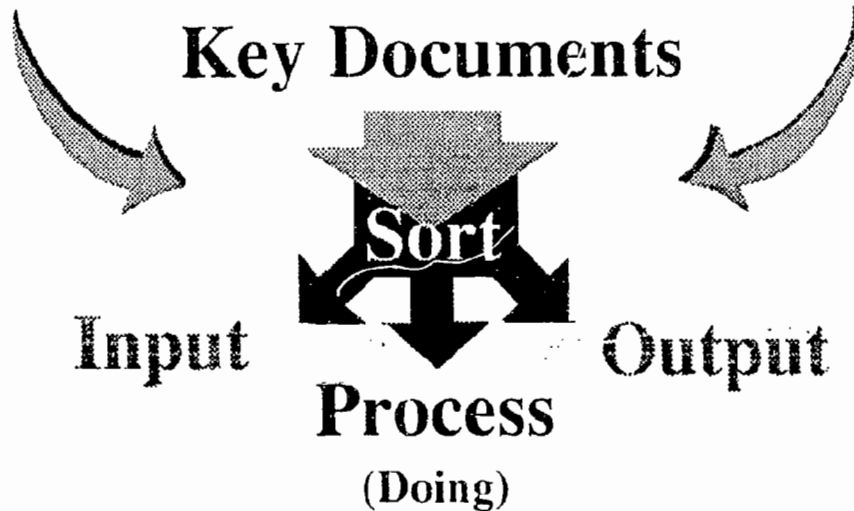 Key Documents
Sort
Input
Output
Process
(Doing)